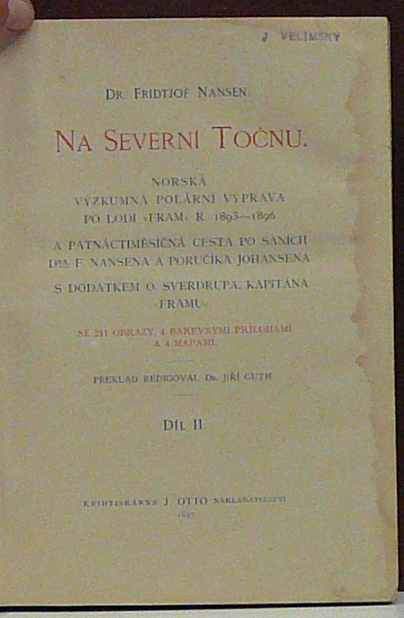 J VELÍMSKÝ
DR. FRIDTJOF NANSEN.
NA SEVERNÍ TOČNU.
NORSKÁ
VÝZKUMNÁ POLÁRNÍ VÝPRAVA
PO LODI «FRAM» R. 1893—1896
A PATNÁCTIMĚSÍČNÁ CESTA PO SANÍCH
DRA. F. NANSENA A PORUČÍKA JOHANSENA
S DODATKEM O. SVERDRUPA, KAPITÁNA
«FRAMU»
SE 211 OBRAZY, 4 BAREVNÝMI PŘÍLOHAMI
A 4 MAPAMI.
PŘEKLAD REDIGOVAL DR. JIŘÍ GUTH
DÍL II.
KNIHTISKÁRNA J. OTTO NAKLADATELSTVÍ
1897